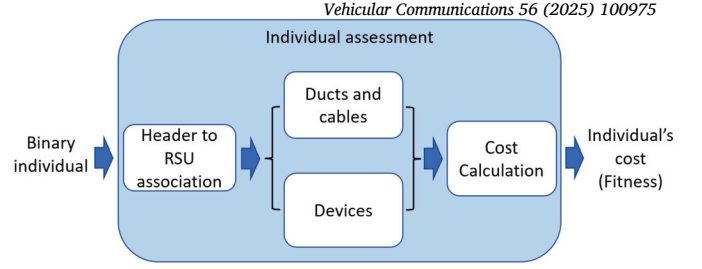 Vehicular Communications 56 (2025) 100975
Individual assessment
Binary
individual
Header to
RSU
association
Ducts and
cables
Devices
Cost
Calculation
Individual's
cost
(Fitness)